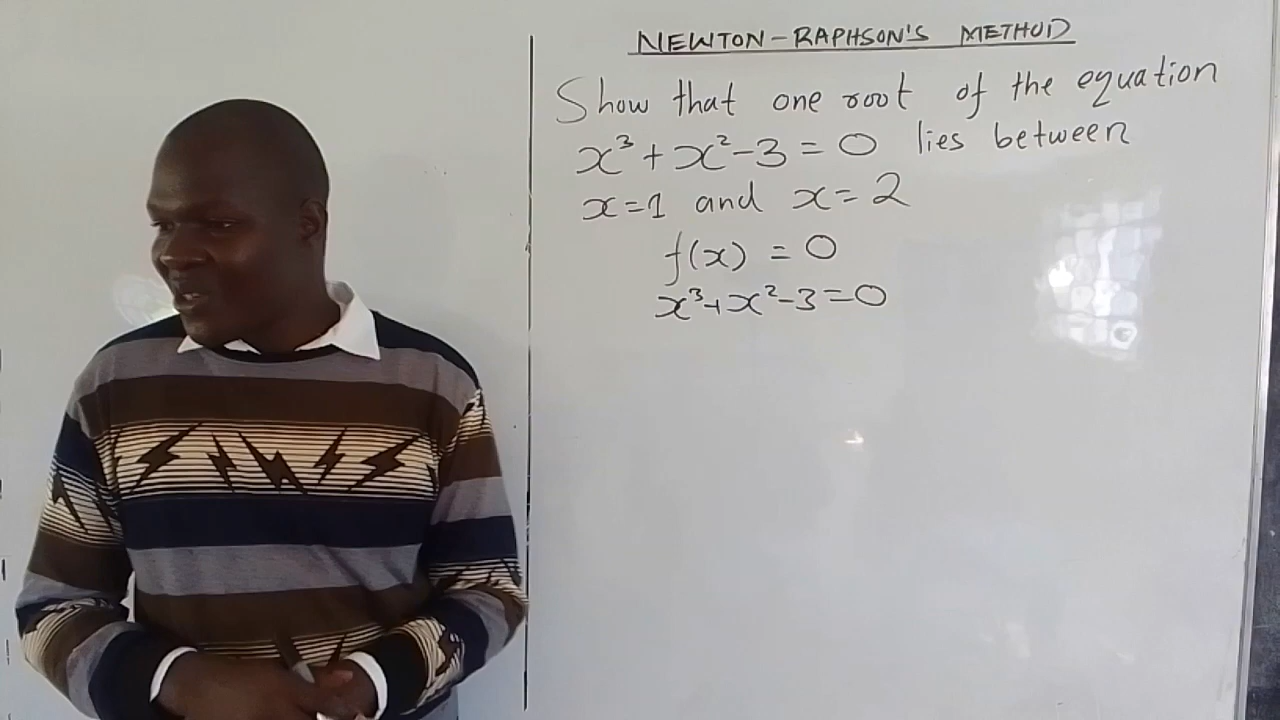 NEWTON-RAPHSON'S METHOD
Show that one root of the equation
x³+x²-3=0 lies between
x=1 and x=2
f(x) = 0
x³+x²-3=0